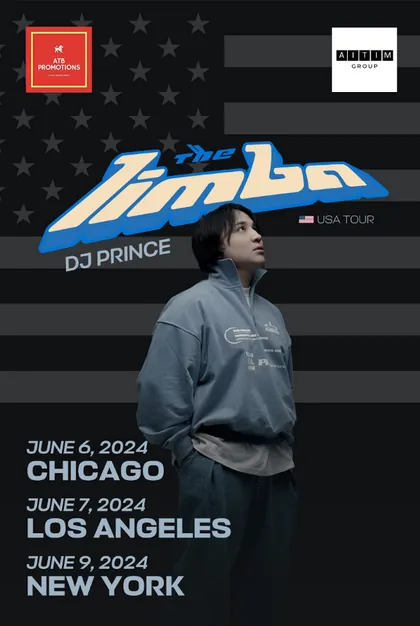 ATB
PROMOTIONS
AITIM
GROUP
The
Limba
USA TOUR
DJ PRINCE
JUNE 6, 2024
CHICAGO
JUNE 7, 2024
LOS ANGELES
JUNE 9, 2024
NEW YORK